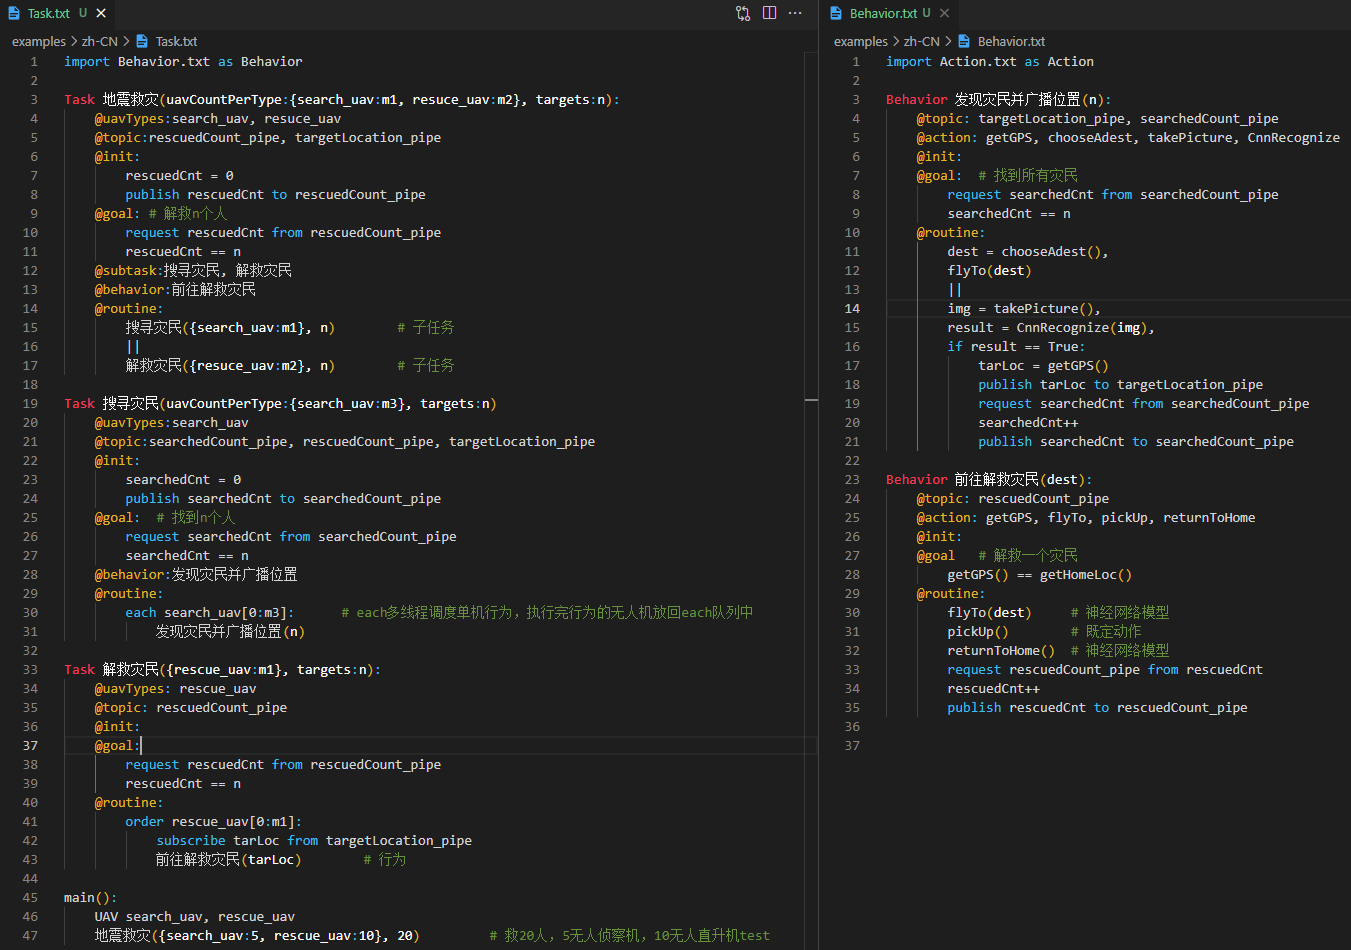 Task.txt U
examples > zh-CN > Task.txt
1 import Behavior.txt as Behavior
2
3 Task 地震救灾(uavCountPerType:{search_uav:m1, resuce_uav:m2}, targets:n):
4 @uavTypes:search_uav, resuce_uav
5 @topic:rescuedCount_pipe, targetLocation_pipe
6 @init:
7 rescuedCnt = 0
8 publish rescuedCnt to rescuedCount_pipe
9 @goal: # 解救n个人
10 request rescuedCnt from rescuedCount_pipe
11 rescuedCnt == n
12 @subtask:搜寻灾民, 解救灾民
13 @behavior:前往解救灾民
14 @routine:
15 搜寻灾民({search_uav:m1}, n) # 子任务
16 ||
17 解救灾民({resuce_uav:m2}, n) # 子任务
18
19 Task 搜寻灾民(uavCountPerType:{search_uav:m3}, targets:n)
20 @uavTypes:search_uav
21 @topic:searchedCount_pipe, rescuedCount_pipe, targetLocation_pipe
22 @init:
23 searchedCnt = 0
24 publish searchedCnt to searchedCount_pipe
25 @goal: # 找到n个人
26 request searchedCnt from searchedCount_pipe
27 searchedCnt == n
28 @behavior:发现灾民并广播位置
29 @routine:
30 each search_uav[0:m3]: # each多线程调度单机行为，执行完行为的无人机放回each队列中
31 发现灾民并广播位置(n)
32
33 Task 解救灾民({rescue_uav:m1}, targets:n):
34 @uavTypes: rescue_uav
35 @topic: rescuedCount_pipe
36 @init:
37 @goal:
38 request rescuedCnt from rescuedCount_pipe
39 rescuedCnt == n
40 @routine:
41 order rescue_uav[0:m1]:
42 subscribe tarLoc from targetLocation_pipe
43 前往解救灾民(tarLoc) # 行为
44
45 main():
46 UAV search_uav, rescue_uav
47 地震救灾({search_uav:5, rescue_uav:10}, 20) # 救20人，5无人侦察机，10无人直升机test
Behavior.txt U
examples > zh-CN > Behavior.txt
1 import Action.txt as Action
2
3 Behavior 发现灾民并广播位置(n):
4 @topic: targetLocation_pipe, searchedCount_pipe
5 @action: getGPS, chooseAdest, takePicture, CnnRecognize
6 @init:
7 @goal: # 找到所有灾民
8 request searchedCnt from searchedCount_pipe
9 searchedCnt == n
10 @routine:
11 dest = chooseAdest(),
12 flyTo(dest)
13 ||
14 img = takePicture(),
15 result = CnnRecognize(img),
16 if result == True:
17 tarLoc = getGPS()
18 publish tarLoc to targetLocation_pipe
19 request searchedCnt from searchedCount_pipe
20 searchedCnt++
21 publish searchedCnt to searchedCount_pipe
22
23 Behavior 前往解救灾民(dest):
24 @topic: rescuedCount_pipe
25 @action: getGPS, flyTo, pickUp, returnToHome
26 @init:
27 @goal # 解救一个灾民
28 getGPS() == getHomeLoc()
29 @routine:
30 flyTo(dest) # 神经网络模型
31 pickUp() # 既定动作
32 returnToHome() # 神经网络模型
33 request rescuedCount_pipe from rescuedCnt
34 rescuedCnt++
35 publish rescuedCnt to rescuedCount_pipe
36
37